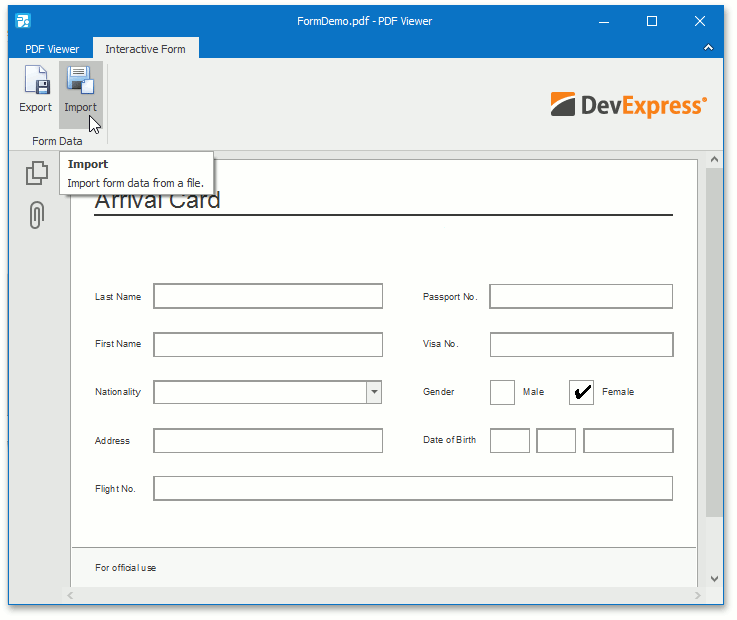 FormDemo.pdf - PDF Viewer
PDF Viewer Interactive Form
Export Import
Form Data
DevExpress
Import
Import form data from a file.
Arrival Card
Last Name Passport No.
First Name Visa No.
Nationality Gender Male Female
Address Date of Birth
Flight No.
For official use